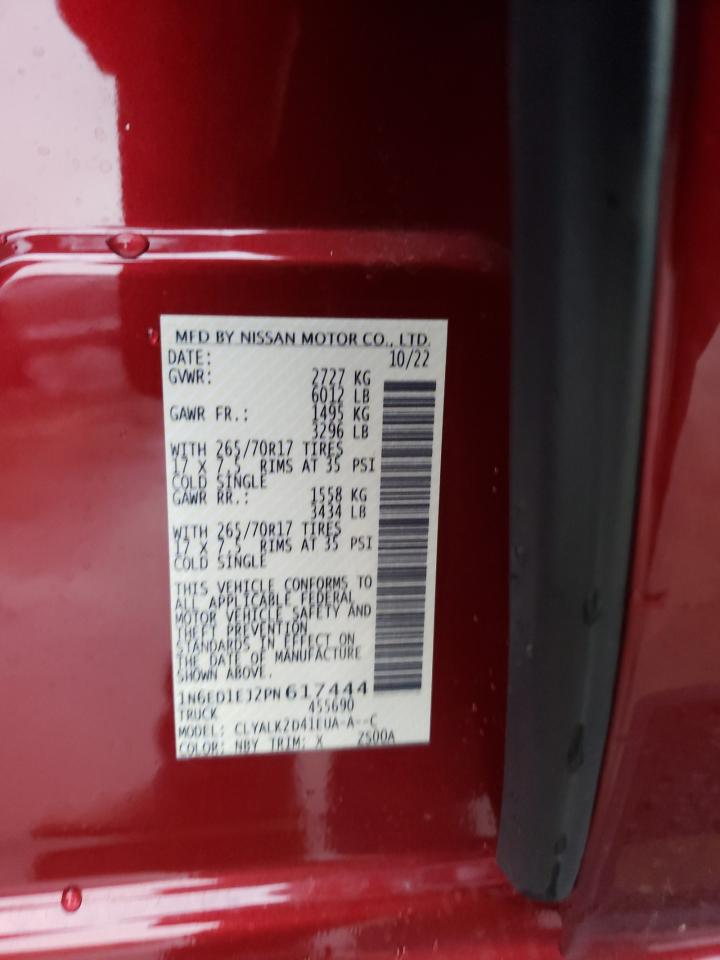 MFD BY NISSAN MOTOR CO., LTD.
DATE: 10/22
GVWR: 2727 KG
6012 LB
GAWR FR.: 1495 KG
3296 LB
WITH 265/70R17 TIRES
17 X 7.5 RIMS AT 35 PSI
COLD SINGLE
GAWR RR.: 1558 KG
3434 LB
WITH 265/70R17 TIRES
17 X 7.5 RIMS AT 35 PSI
COLD SINGLE
THIS VEHICLE CONFORMS TO
ALL APPLICABLE FEDERAL
MOTOR VEHICLE SAFETY AND
THEFT PREVENTION
STANDARDS IN EFFECT ON
THE DATE OF MANUFACTURE
SHOWN ABOVE.
1N6ED1EJ2PN617444
TRUCK 455690
MODEL: CLYALK2D41EUA-A--C
COLOR: NBY TRIM: X 2S00A